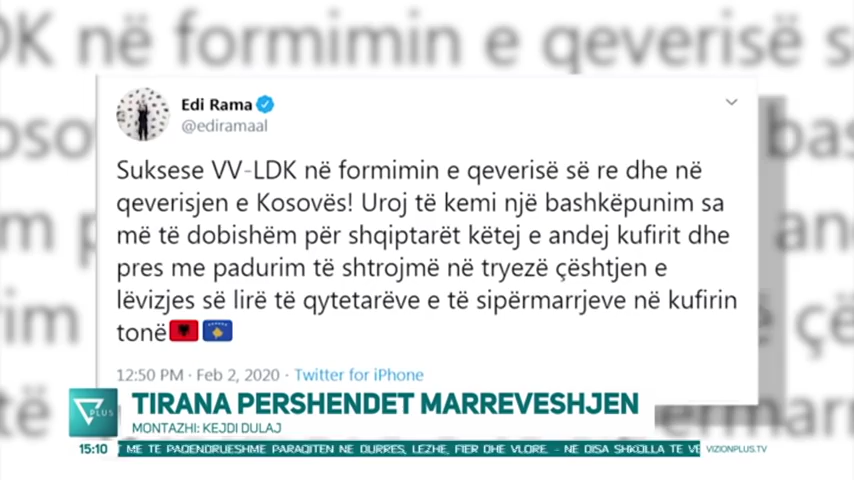 Edi Rama
@ediramaal
Suksese VV-LDK në formimin e qeverisë së re dhe në
qeverisjen e Kosovës! Uroj të kemi një bashkëpunim sa
më të dobishëm për shqiptarët këtej e andej kufirit dhe
pres me padurim të shtrojmë në tryezë çështjen e
lëvizjes së lirë të qytetarëve e të sipërmarrjeve në kufirin
tonë
12:50 PM · Feb 2, 2020 · Twitter for iPhone
PLUS
TIRANA PERSHENDET MARREVESHJEN
MONTAZHI: KEJDI DULAJ
15:10
ME TE PAQENDRUESHME PARAQITEN NE DURRES, LEZHE, FIER DHE VLORE. - NE DISA SHKOLLA TE
VIZIONPLUS.TV